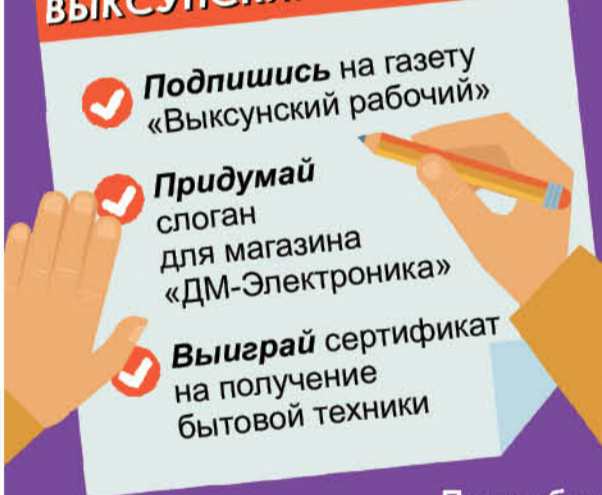 Подпишись на газету
«Выксунский рабочий»
Придумай
слоган
для магазина
«ДМ-Электроника»
Выиграй сертификат
на получение
бытовой техники